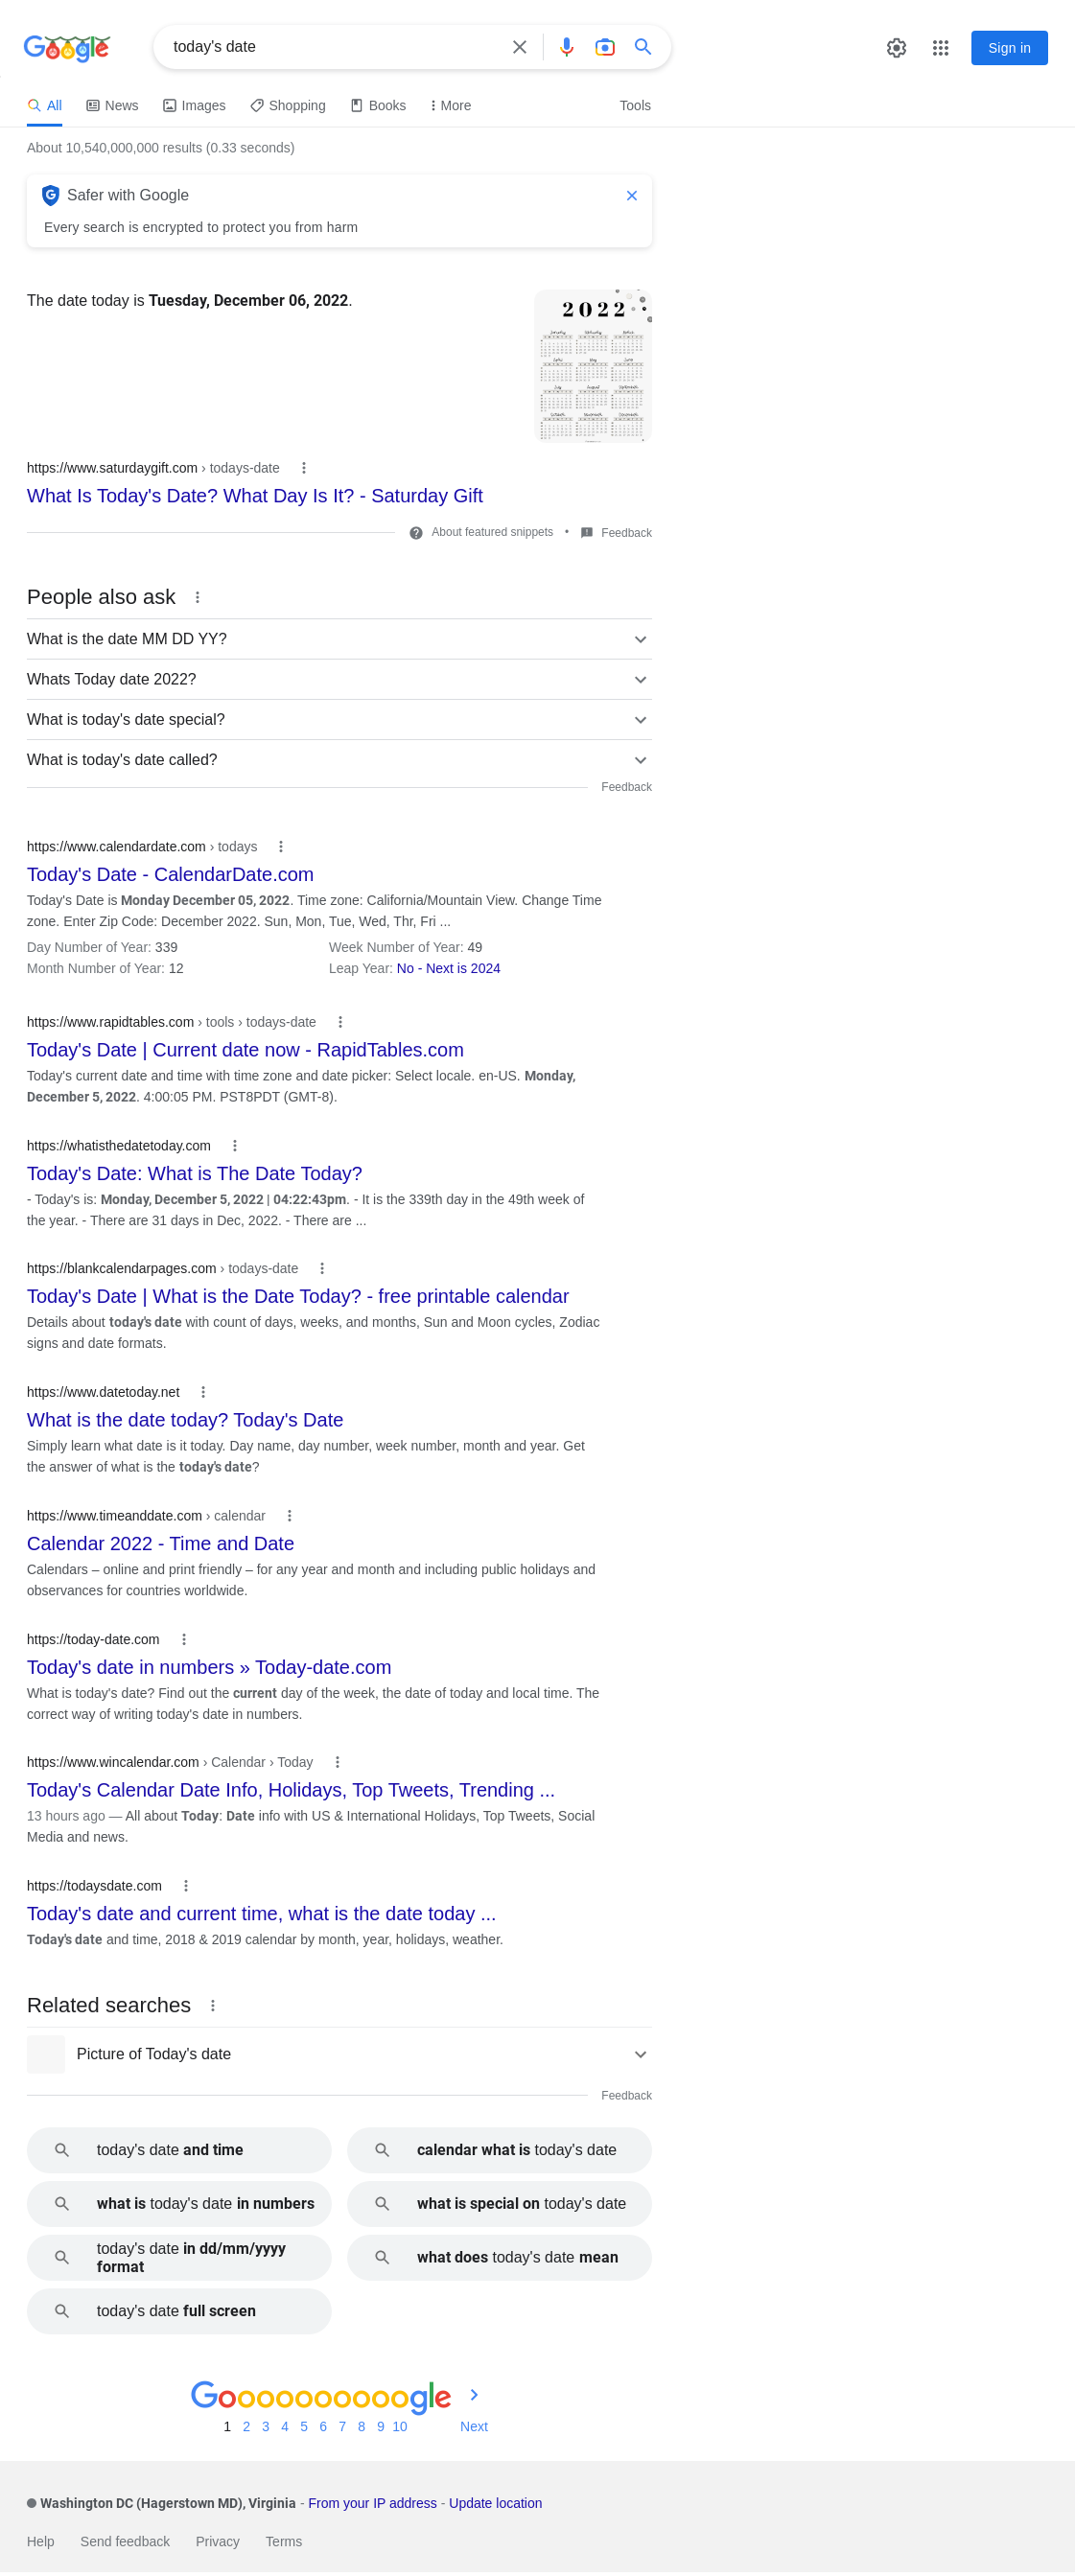 Google
today's date
Sign in
All News Images Shopping Books More Tools
About 10,540,000,000 results (0.33 seconds)
Safer with Google
Every search is encrypted to protect you from harm
The date today is Tuesday, December 06, 2022.
2022
https://www.saturdaygift.com › todays-date
What Is Today's Date? What Day Is It? - Saturday Gift
About featured snippets • Feedback
People also ask
What is the date MM DD YY?
Whats Today date 2022?
What is today's date special?
What is today's date called?
Feedback
https://www.calendardate.com › todays
Today's Date - CalendarDate.com
Today's Date is Monday December 05, 2022. Time zone: California/Mountain View. Change Time
zone. Enter Zip Code: December 2022. Sun, Mon, Tue, Wed, Thr, Fri ...
Day Number of Year: 339 Week Number of Year: 49
Month Number of Year: 12 Leap Year: No - Next is 2024
https://www.rapidtables.com › tools › todays-date
Today's Date | Current date now - RapidTables.com
Today's current date and time with time zone and date picker: Select locale. en-US. Monday,
December 5, 2022. 4:00:05 PM. PST8PDT (GMT-8).
https://whatisthedatetoday.com
Today's Date: What is The Date Today?
- Today's is: Monday, December 5, 2022 | 04:22:43pm. - It is the 339th day in the 49th week of
the year. - There are 31 days in Dec, 2022. - There are ...
https://blankcalendarpages.com › todays-date
Today's Date | What is the Date Today? - free printable calendar
Details about today's date with count of days, weeks, and months, Sun and Moon cycles, Zodiac
signs and date formats.
https://www.datetoday.net
What is the date today? Today's Date
Simply learn what date is it today. Day name, day number, week number, month and year. Get
the answer of what is the today's date?
https://www.timeanddate.com › calendar
Calendar 2022 - Time and Date
Calendars – online and print friendly – for any year and month and including public holidays and
observances for countries worldwide.
https://today-date.com
Today's date in numbers » Today-date.com
What is today's date? Find out the current day of the week, the date of today and local time. The
correct way of writing today's date in numbers.
https://www.wincalendar.com › Calendar › Today
Today's Calendar Date Info, Holidays, Top Tweets, Trending ...
13 hours ago — All about Today: Date info with US & International Holidays, Top Tweets, Social
Media and news.
https://todaysdate.com
Today's date and current time, what is the date today ...
Today's date and time, 2018 & 2019 calendar by month, year, holidays, weather.
Related searches
Picture of Today's date
Feedback
today's date and time
calendar what is today's date
what is today's date in numbers
what is special on today's date
today's date in dd/mm/yyyy
format
what does today's date mean
today's date full screen
Goooooooooogle
1 2 3 4 5 6 7 8 9 10 Next
Washington DC (Hagerstown MD), Virginia - From your IP address - Update location
Help Send feedback Privacy Terms